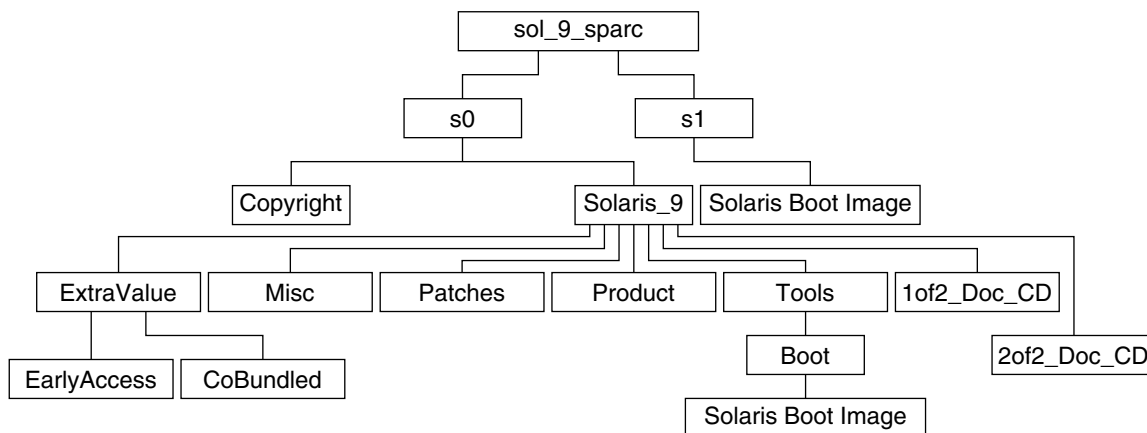 sol_9_sparc
s0
s1
Copyright
Solaris_9
Solaris Boot Image
ExtraValue
Misc
Patches
Product
Tools
1of2_Doc_CD
EarlyAccess
CoBundled
Boot
2of2_Doc_CD
Solaris Boot Image